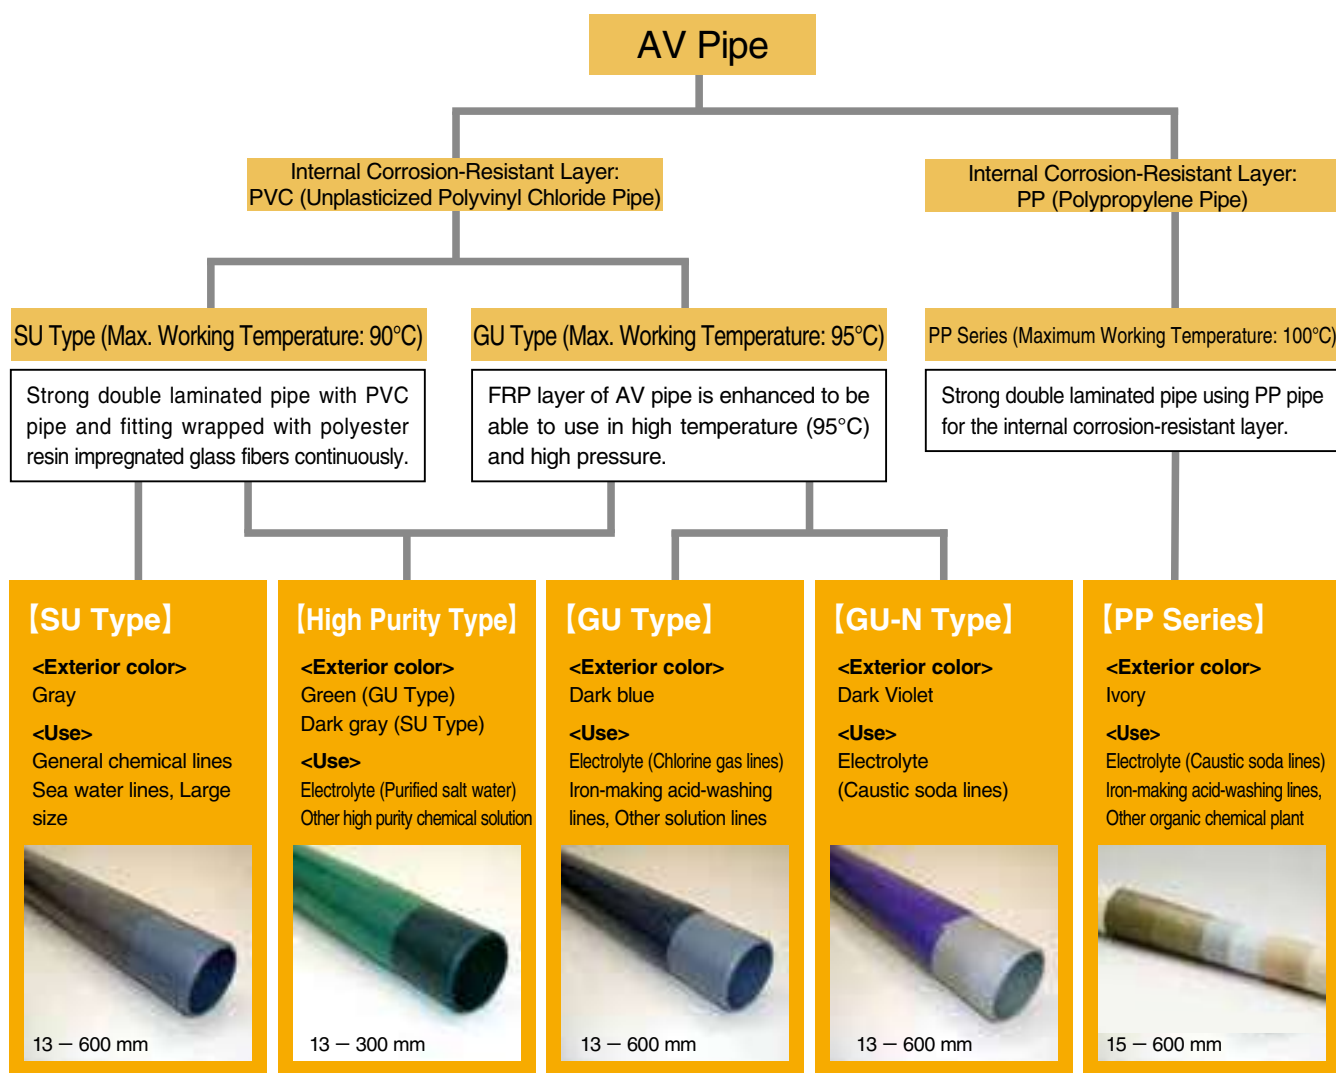 AV Pipe
Internal Corrosion-Resistant Layer:
PVC (Unplasticized Polyvinyl Chloride Pipe)
Internal Corrosion-Resistant Layer:
PP (Polypropylene Pipe)
SU Type (Max. Working Temperature: 90°C)
GU Type (Max. Working Temperature: 95°C)
PP Series (Maximum Working Temperature: 100°C)
Strong double laminated pipe with PVC
pipe and fitting wrapped with polyester
resin impregnated glass fibers continuously.
FRP layer of AV pipe is enhanced to be
able to use in high temperature (95°C)
and high pressure.
Strong double laminated pipe using PP pipe
for the internal corrosion-resistant layer.
【SU Type】
<Exterior color>
Gray
<Use>
General chemical lines
Sea water lines, Large
size
13 – 600 mm
【High Purity Type】
<Exterior color>
Green (GU Type)
Dark gray (SU Type)
<Use>
Electrolyte (Purified salt water)
Other high purity chemical solution
13 – 300 mm
【GU Type】
<Exterior color>
Dark blue
<Use>
Electrolyte (Chlorine gas lines)
Iron-making acid-washing
lines, Other solution lines
13 – 600 mm
【GU-N Type】
<Exterior color>
Dark Violet
<Use>
Electrolyte
(Caustic soda lines)
13 – 600 mm
【PP Series】
<Exterior color>
Ivory
<Use>
Electrolyte (Caustic soda lines)
Iron-making acid-washing lines,
Other organic chemical plant
15 – 600 mm